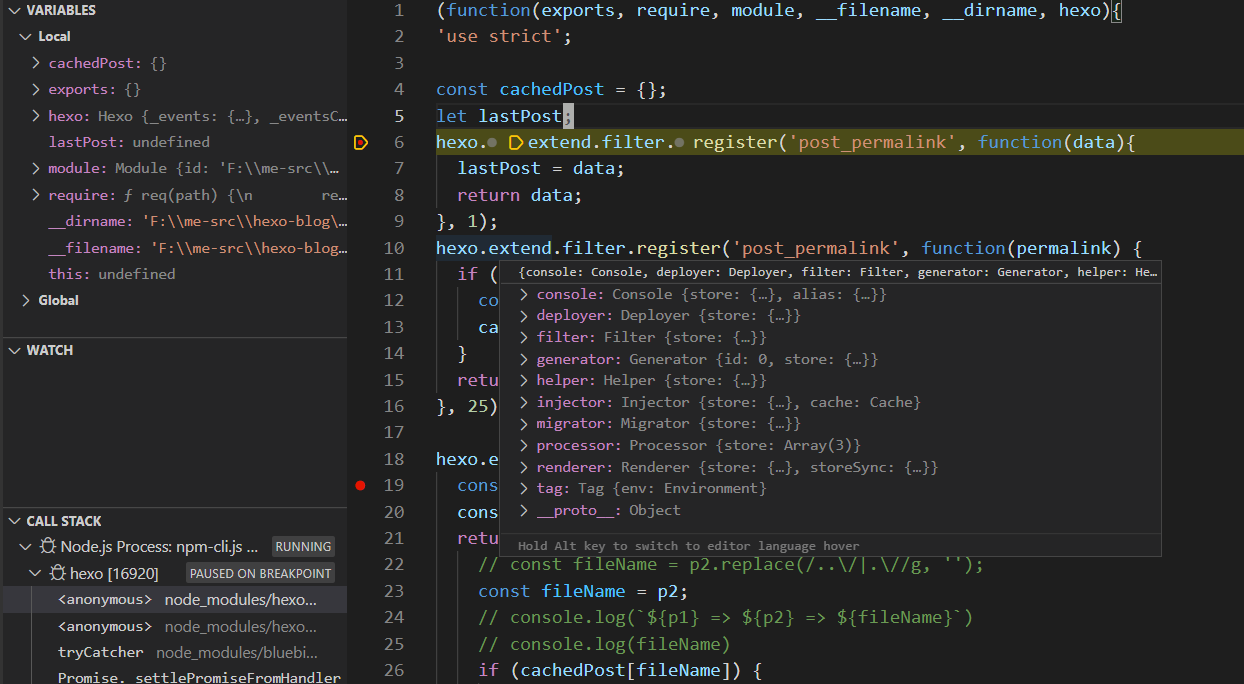 VARIABLES
Local
cachedPost: {}
exports: {}
hexo: Hexo {_events: {…}, _eventsC…
lastPost: undefined
module: Module {id: 'F:\\me-src\\…
require: ƒ req(path) {\n re…
__dirname: 'F:\\me-src\\hexo-blog\…
__filename: 'F:\\me-src\\hexo-blog…
this: undefined
Global
WATCH
CALL STACK
Node.js Process: npm-cli.js ... RUNNING
hexo [16920] PAUSED ON BREAKPOINT
<anonymous> node_modules/hexo...
<anonymous> node_modules/hexo...
tryCatcher node_modules/bluebi...
Promise._settlePromiseFromHandler
1 (function(exports, require, module, __filename, __dirname, hexo){
2 'use strict';
3
4 const cachedPost = {};
5 let lastPost;
6 hexo. extend.filter. register('post_permalink', function(data){
7 lastPost = data;
8 return data;
9 }, 1);
10 hexo.extend.filter.register('post_permalink', function(permalink) {
11 if (
12 co
13 ca
14 }
15 retu
16 }, 25)
17
18 hexo.e
19 cons
20 cons
21 retu
{console: Console, deployer: Deployer, filter: Filter, generator: Generator, helper: He…
console: Console {store: {…}, alias: {…}}
deployer: Deployer {store: {…}}
filter: Filter {store: {…}}
generator: Generator {id: 0, store: {…}}
helper: Helper {store: {…}}
injector: Injector {store: {…}, cache: Cache}
migrator: Migrator {store: {…}}
processor: Processor {store: Array(3)}
renderer: Renderer {store: {…}, storeSync: {…}}
tag: Tag {env: Environment}
__proto__: Object
Hold Alt key to switch to editor language hover
22 // const fileName = p2.replace(/..\/|.\//g, '');
23 const fileName = p2;
24 // console.log(`${p1} => ${p2} => ${fileName}`)
25 // console.log(fileName)
26 if (cachedPost[fileName]) {